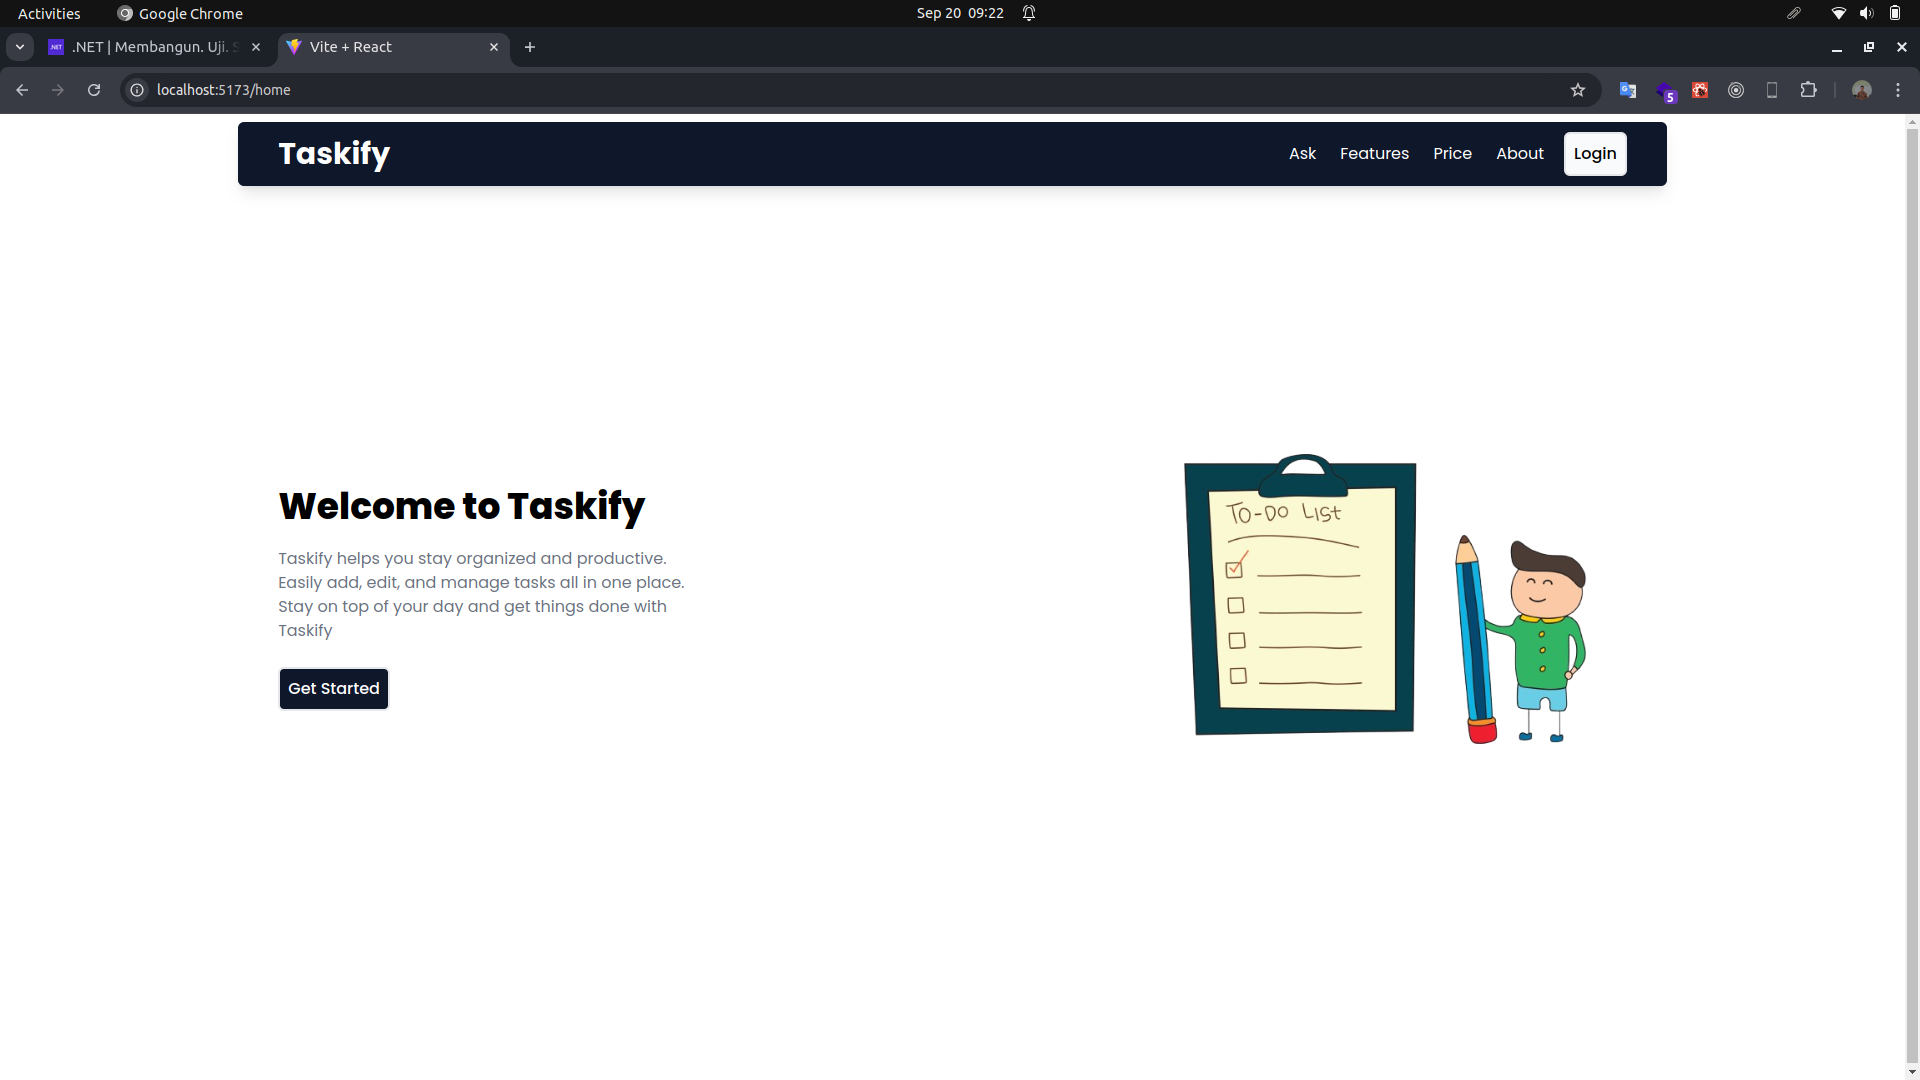 Activities
Google Chrome
Sep 20 09:22
.NET | Membangun. Uji.
Vite + React
localhost:5173/home
5
Taskify
Ask
Features
Price
About
Login
TO-DO LIST
Welcome to Taskify
Taskify helps you stay organized and productive.
Easily add, edit, and manage tasks all in one place.
Stay on top of your day and get things done with
Taskify
Get Started